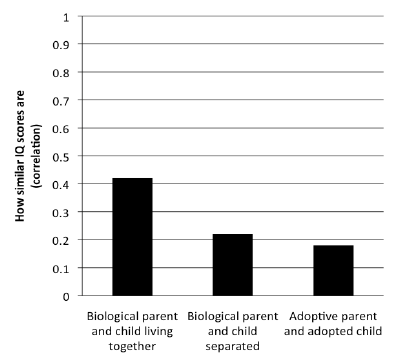 1
0.9
0.8
0.7
0.6
0.5
0.4
0.3
0.2
0.1
0
How similar IQ scores are
(correlation)
Biological parent
and child living
together
Biological parent
and child
separated
Adoptive parent
and adopted child